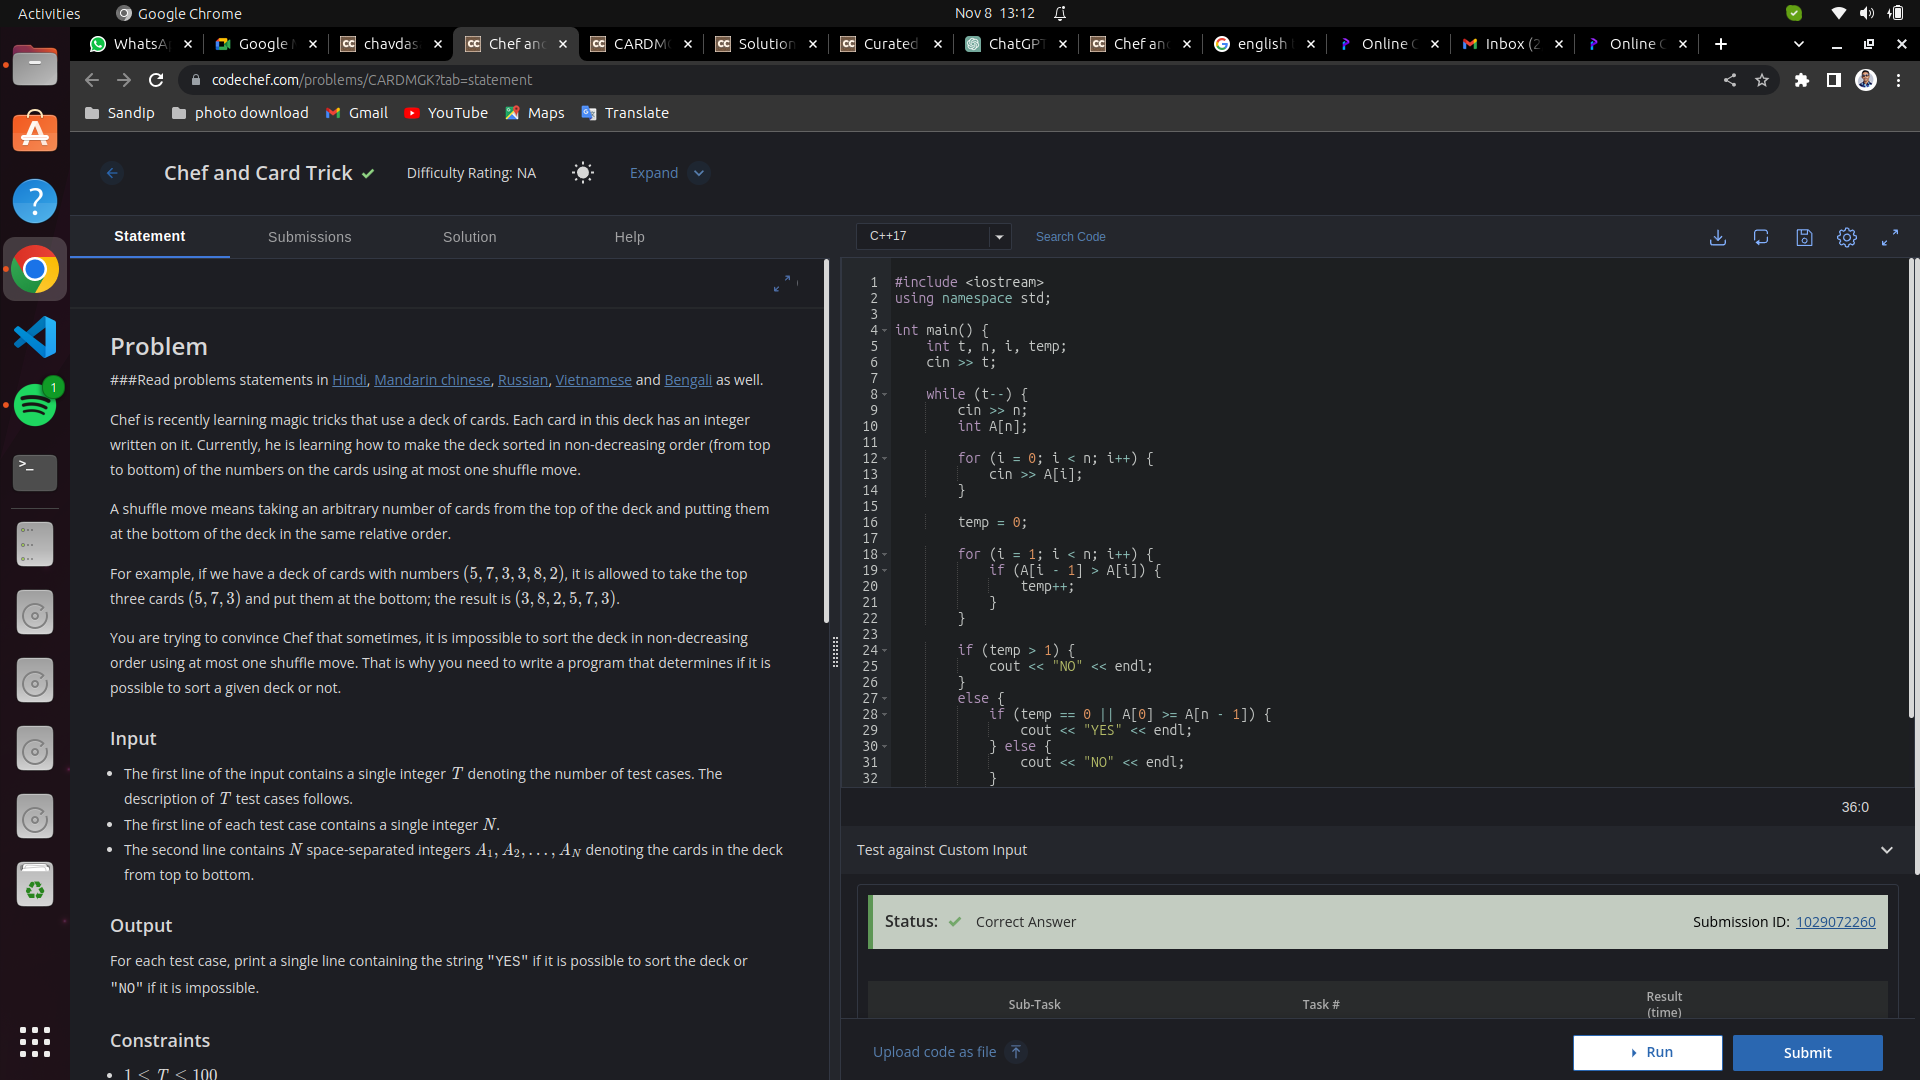 Activities
Google Chrome
Nov 8 13:12
WhatsA
Google M
chavdas
Chef and
CARDM
Solution
Curated
ChatGPT
Chef and
english
Online C
Inbox (2
Online C
codechef.com/problems/CARDMGK?tab=statement
Sandip
photo download
Gmail
YouTube
Maps
Translate
Chef and Card Trick
Difficulty Rating: NA
Expand
Statement
Submissions
Solution
Help
Problem
###Read problems statements in Hindi, Mandarin chinese, Russian, Vietnamese and Bengali as well.
Chef is recently learning magic tricks that use a deck of cards. Each card in this deck has an integer
written on it. Currently, he is learning how to make the deck sorted in non-decreasing order (from top
to bottom) of the numbers on the cards using at most one shuffle move.
A shuffle move means taking an arbitrary number of cards from the top of the deck and putting them
at the bottom of the deck in the same relative order.
For example, if we have a deck of cards with numbers (5, 7, 3, 3, 8, 2), it is allowed to take the top
three cards (5, 7, 3) and put them at the bottom; the result is (3, 8, 2, 5, 7, 3).
You are trying to convince Chef that sometimes, it is impossible to sort the deck in non-decreasing
order using at most one shuffle move. That is why you need to write a program that determines if it is
possible to sort a given deck or not.
Input
• The first line of the input contains a single integer T denoting the number of test cases. The
description of T test cases follows.
• The first line of each test case contains a single integer N.
• The second line contains N space-separated integers A1, A2, ..., AN denoting the cards in the deck
from top to bottom.
Output
For each test case, print a single line containing the string "YES" if it is possible to sort the deck or
"NO" if it is impossible.
Constraints
• 1 ≤ T ≤ 100
C++17
Search Code
1 #include <iostream>
2 using namespace std;
3
4 int main() {
5 int t, n, i, temp;
6 cin >> t;
7
8 while (t--) {
9 cin >> n;
10 int A[n];
11
12 for (i = 0; i < n; i++) {
13 cin >> A[i];
14 }
15
16 temp = 0;
17
18 for (i = 1; i < n; i++) {
19 if (A[i - 1] > A[i]) {
20 temp++;
21 }
22 }
23
24 if (temp > 1) {
25 cout << "NO" << endl;
26 }
27 else {
28 if (temp == 0 || A[0] >= A[n - 1]) {
29 cout << "YES" << endl;
30 } else {
31 cout << "NO" << endl;
32 }
36:0
Test against Custom Input
Status: Correct Answer
Submission ID: 1029072260
Sub-Task
Task #
Result
(time)
Upload code as file
Run
Submit
1